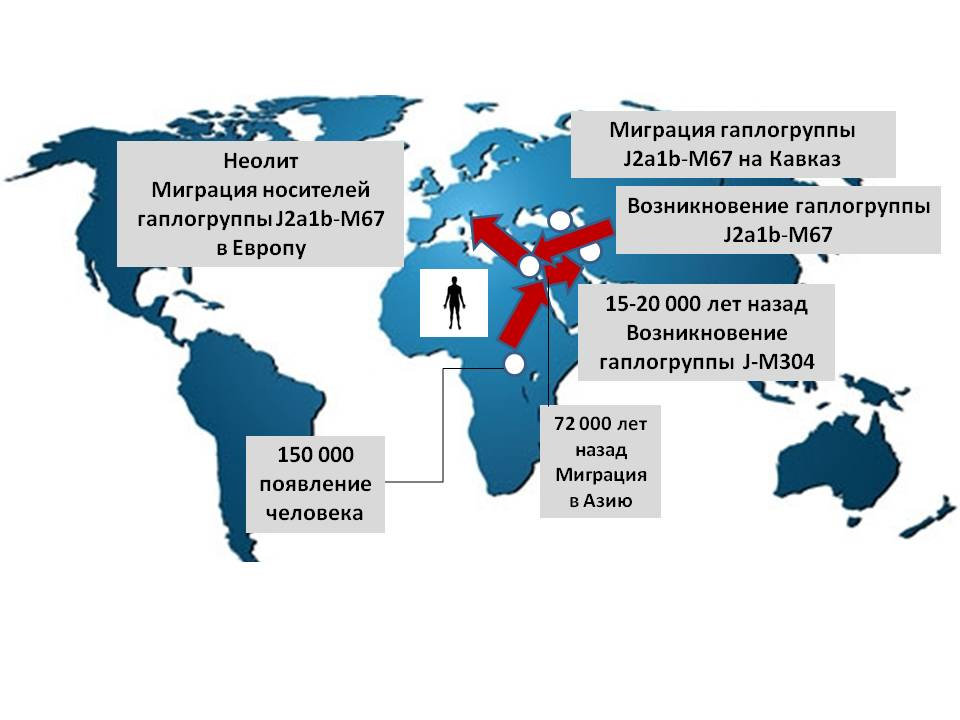 Неолит
Миграция носителей
гаплогруппы J2a1b-M67
в Европу
Миграция гаплогруппы
J2a1b-M67 на Кавказ
Возникновение гаплогруппы
J2a1b-M67
15-20 000 лет назад
Возникновение
гаплогруппы J-M304
72 000 лет
назад
Миграция
в Азию
150 000
появление
человека